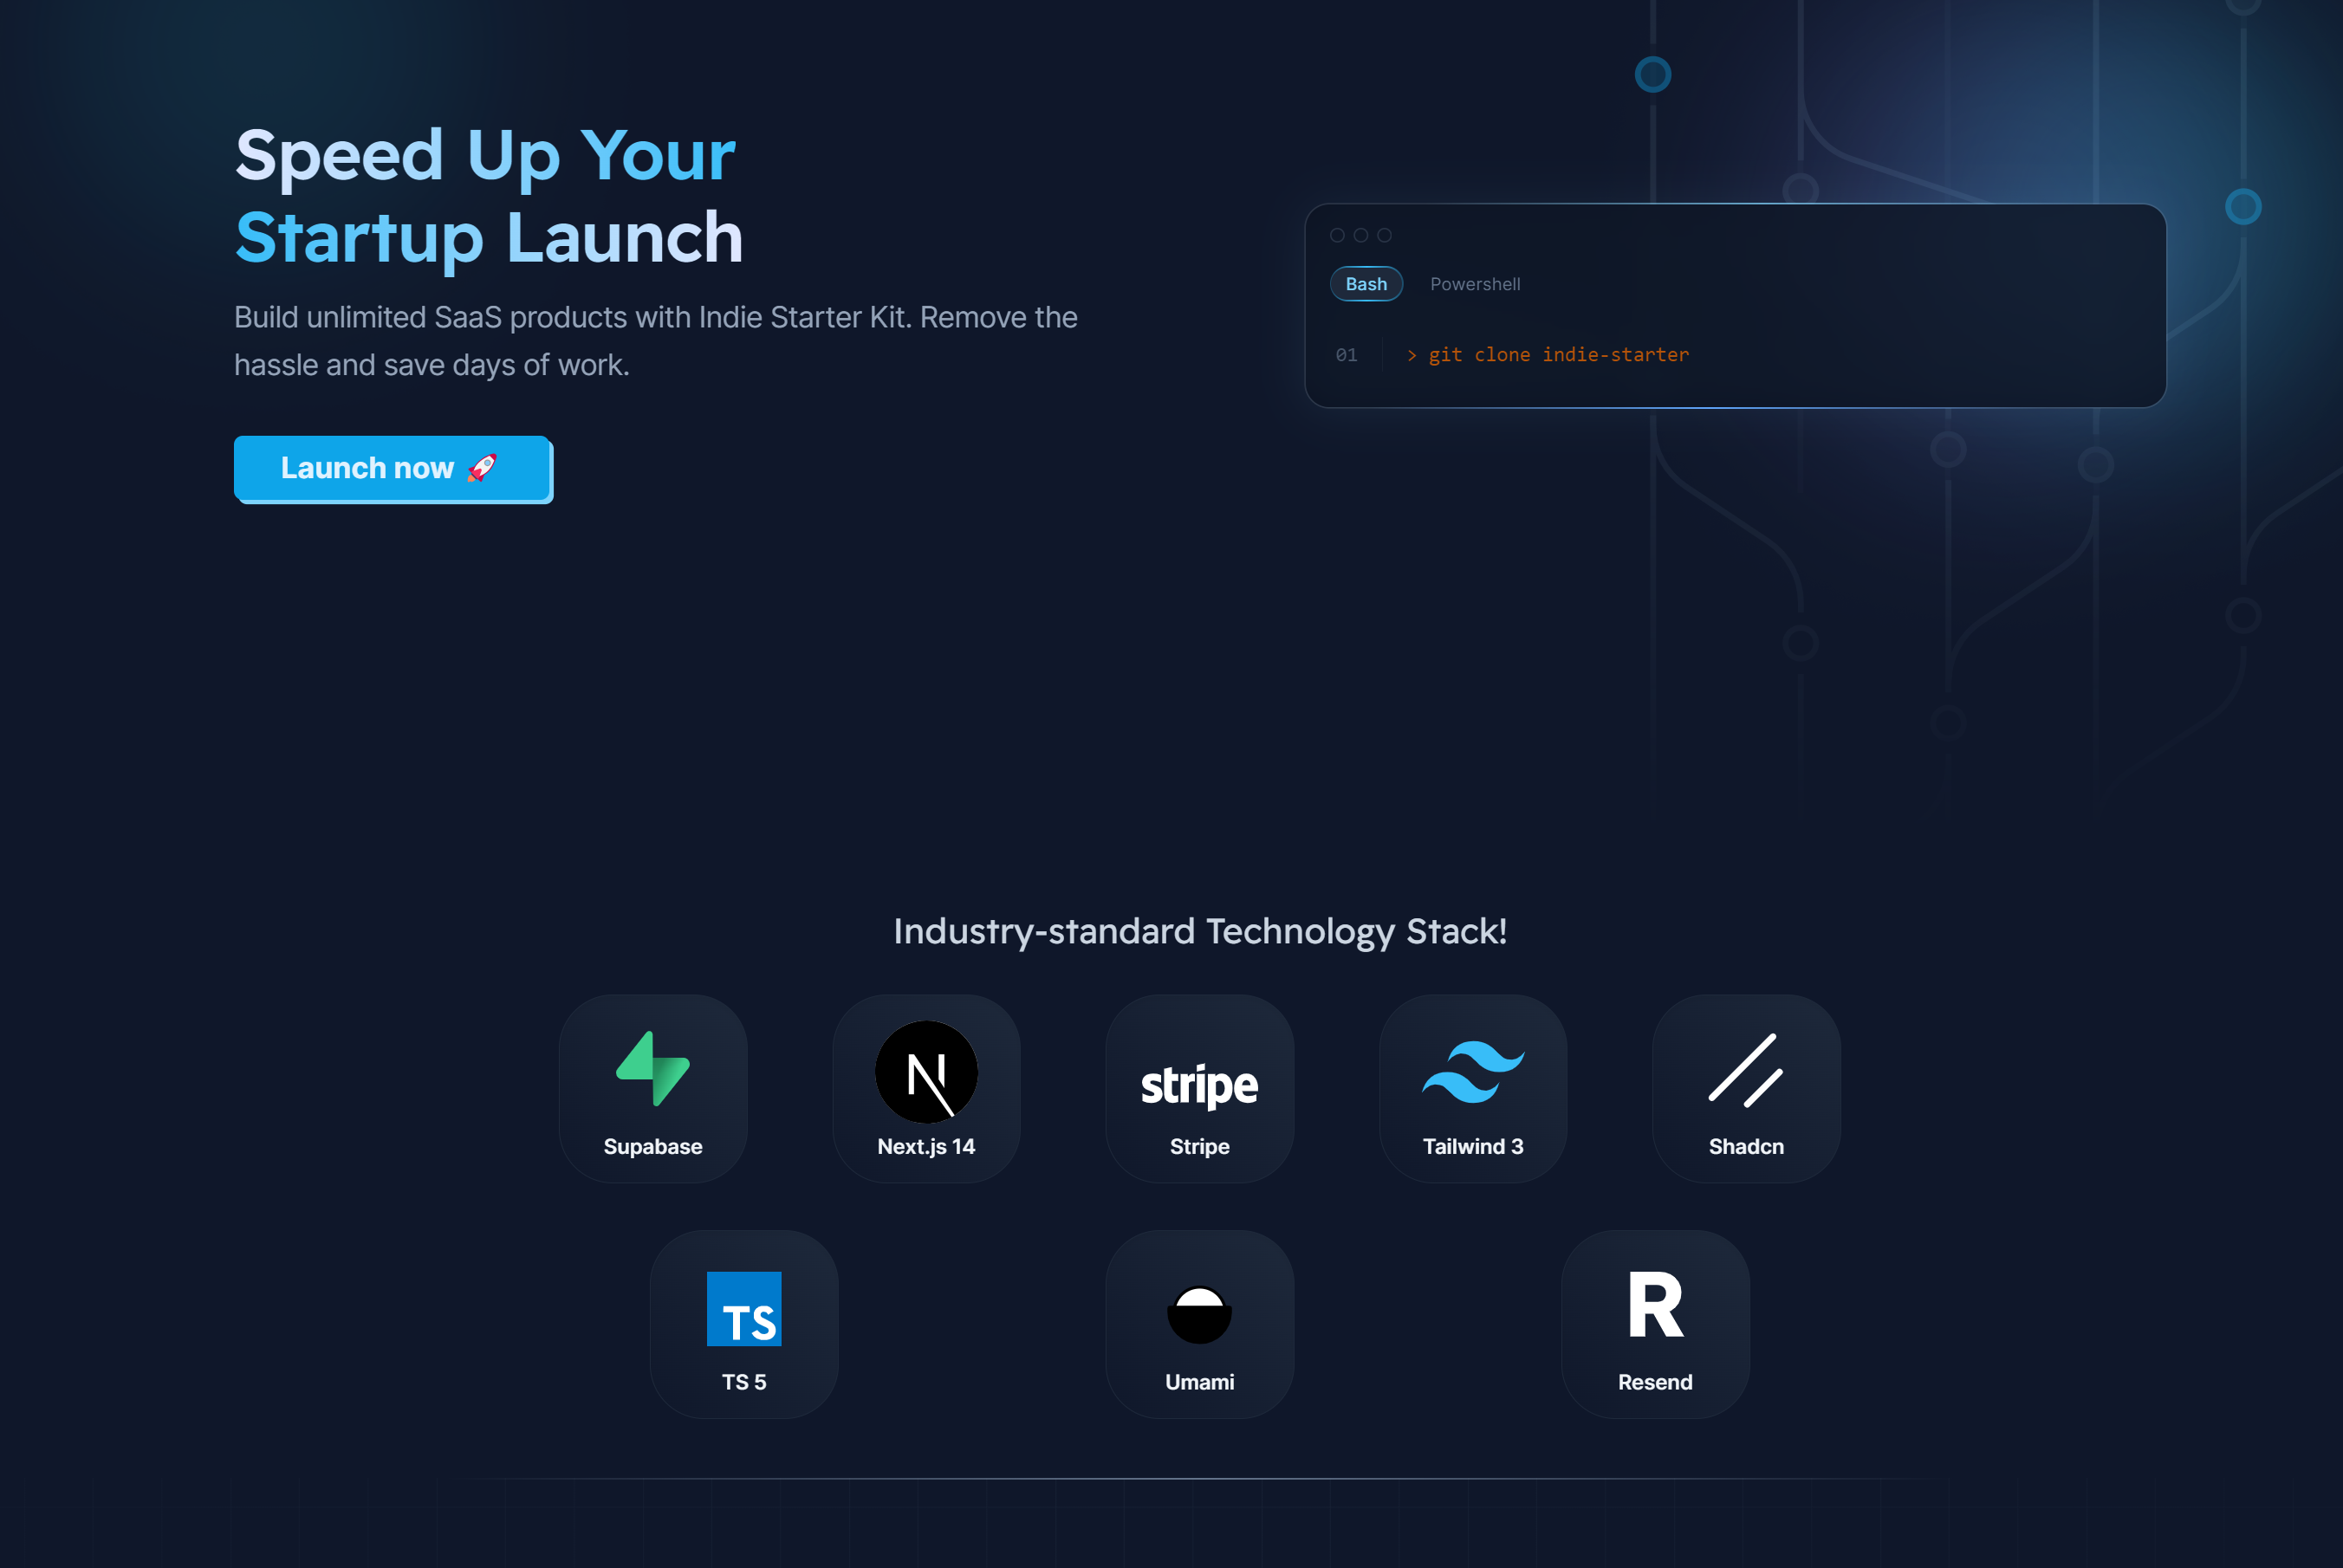 Speed Up Your
Startup Launch
Build unlimited SaaS products with Indie Starter Kit. Remove the
hassle and save days of work.
Launch now 🚀
Bash Powershell
01 > git clone indie-starter
Industry-standard Technology Stack!
stripe
Supabase Next.js 14 Stripe Tailwind 3 Shadcn
TS R
TS 5 Umami Resend